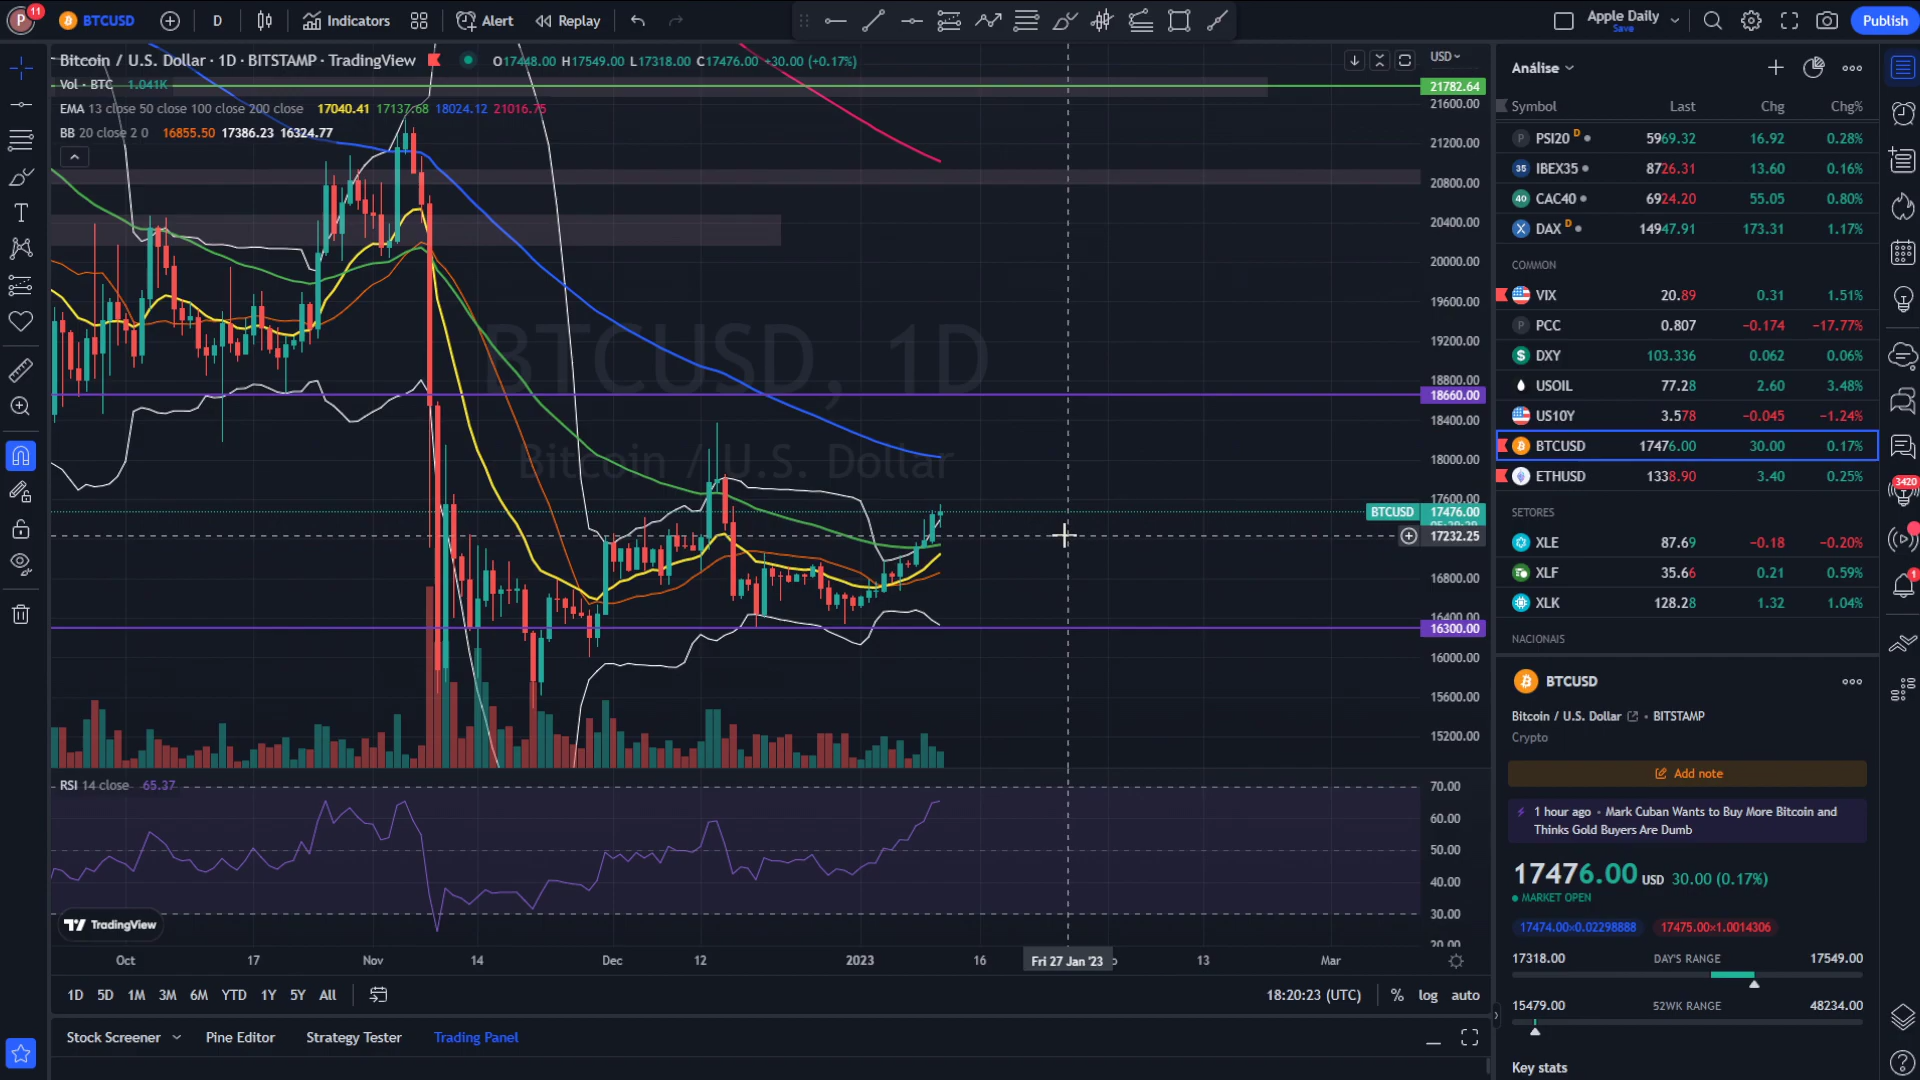 P 11 BTCUSD D Indicators Alert Replay Apple Daily Save Publish
Bitcoin / U.S. Dollar · 1D · BITSTAMP · TradingView O17448.00 H17549.00 L17318.00 C17476.00 +30.00 (+0.17%)
Vol · BTC 1.041K
EMA 13 close 50 close 100 close 200 close 17040.41 17137.68 18024.12 21016.75
BB 20 close 2 0 16855.50 17386.23 16324.77
BTCUSD, 1D
Bitcoin / U.S. Dollar
USD
21782.64
21600.00
21200.00
20800.00
20400.00
20000.00
19600.00
19200.00
18800.00
18660.00
18400.00
18000.00
17600.00
BTCUSD 17476.00
17232.25
16800.00
16400.00
16300.00
16000.00
15600.00
15200.00
RSI 14 close 65.37
70.00
60.00
50.00
40.00
30.00
20.00
TradingView
Oct 17 Nov 14 Dec 12 2023 16 Fri 27 Jan '23 13 Mar
1D 5D 1M 3M 6M YTD 1Y 5Y All 18:20:23 (UTC) % log auto
Stock Screener Pine Editor Strategy Tester Trading Panel
Análise
Symbol Last Chg Chg%
P PSI20 D 5969.32 16.92 0.28%
35 IBEX35 8726.31 13.60 0.16%
40 CAC40 6924.20 55.05 0.80%
X DAX D 14947.91 173.31 1.17%
COMMON
VIX 20.89 0.31 1.51%
P PCC 0.807 −0.174 −17.77%
$ DXY 103.336 0.062 0.06%
USOIL 77.28 2.60 3.48%
US10Y 3.578 −0.045 −1.24%
BTCUSD 17476.00 30.00 0.17%
ETHUSD 1338.90 3.40 0.25%
SETORES
XLE 87.69 −0.18 −0.20%
XLF 35.66 0.21 0.59%
XLK 128.28 1.32 1.04%
NACIONAIS
BTCUSD
Bitcoin / U.S. Dollar • BITSTAMP
Crypto
Add note
1 hour ago • Mark Cuban Wants to Buy More Bitcoin and
Thinks Gold Buyers Are Dumb
17476.00 USD 30.00 (0.17%)
MARKET OPEN
17474.00×0.02298888 17475.00×1.0014306
17318.00 DAY'S RANGE 17549.00
15479.00 52WK RANGE 48234.00
Key stats
3420
1